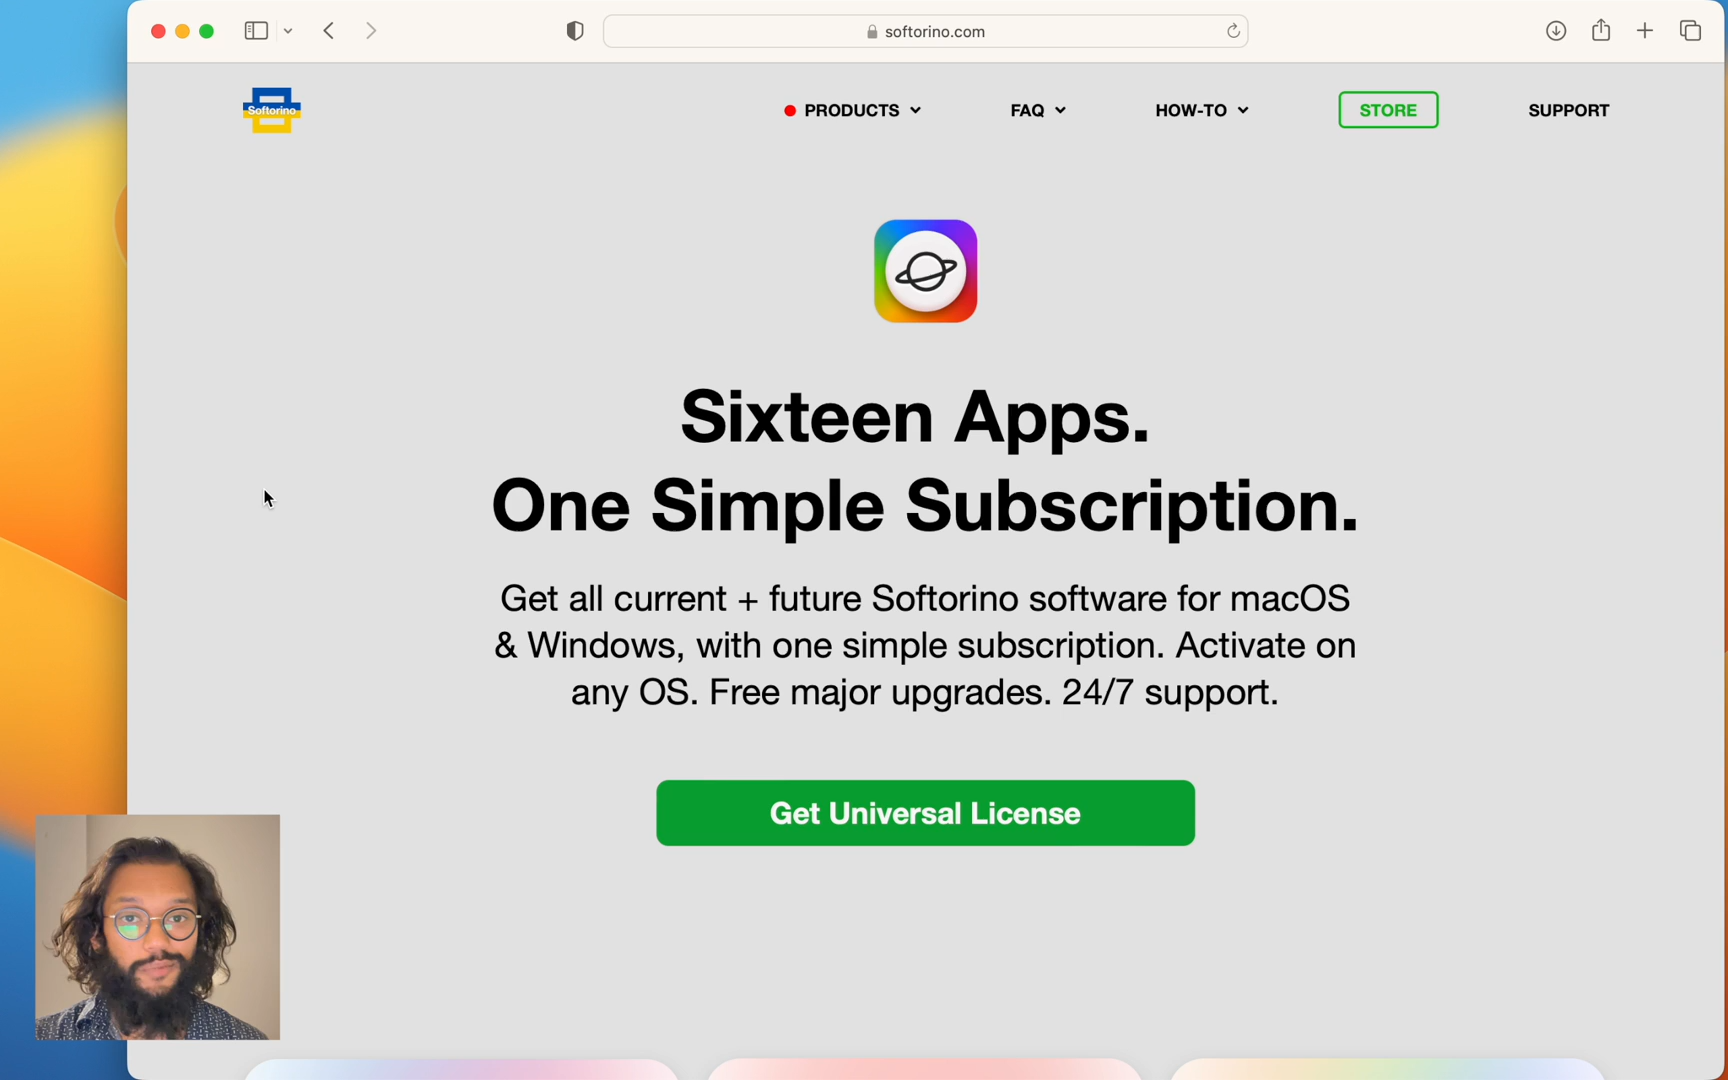 softorino.com
Softorino
PRODUCTS
FAQ
HOW-TO
STORE
SUPPORT
Sixteen Apps.
One Simple Subscription.
Get all current + future Softorino software for macOS
& Windows, with one simple subscription. Activate on
any OS. Free major upgrades. 24/7 support.
Get Universal License